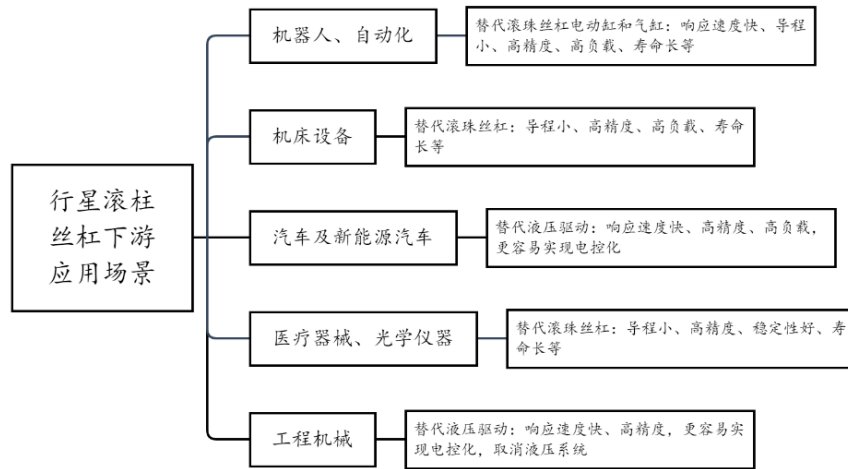 行星滚柱
丝杠下游
应用场景
机器人、自动化
替代滚珠丝杠电动缸和气缸：响应速度快、导程
小、高精度、高负载、寿命长等
机床设备
替代滚珠丝杠：导程小、高精度、高负载、寿命
长等
汽车及新能源汽车
替代液压驱动：响应速度快、高精度、高负载，
更容易实现电控化
医疗器械、光学仪器
替代滚珠丝杠：导程小、高精度、稳定性好、寿
命长等
工程机械
替代液压驱动：响应速度快、高精度，更容易实
现电控化，取消液压系统